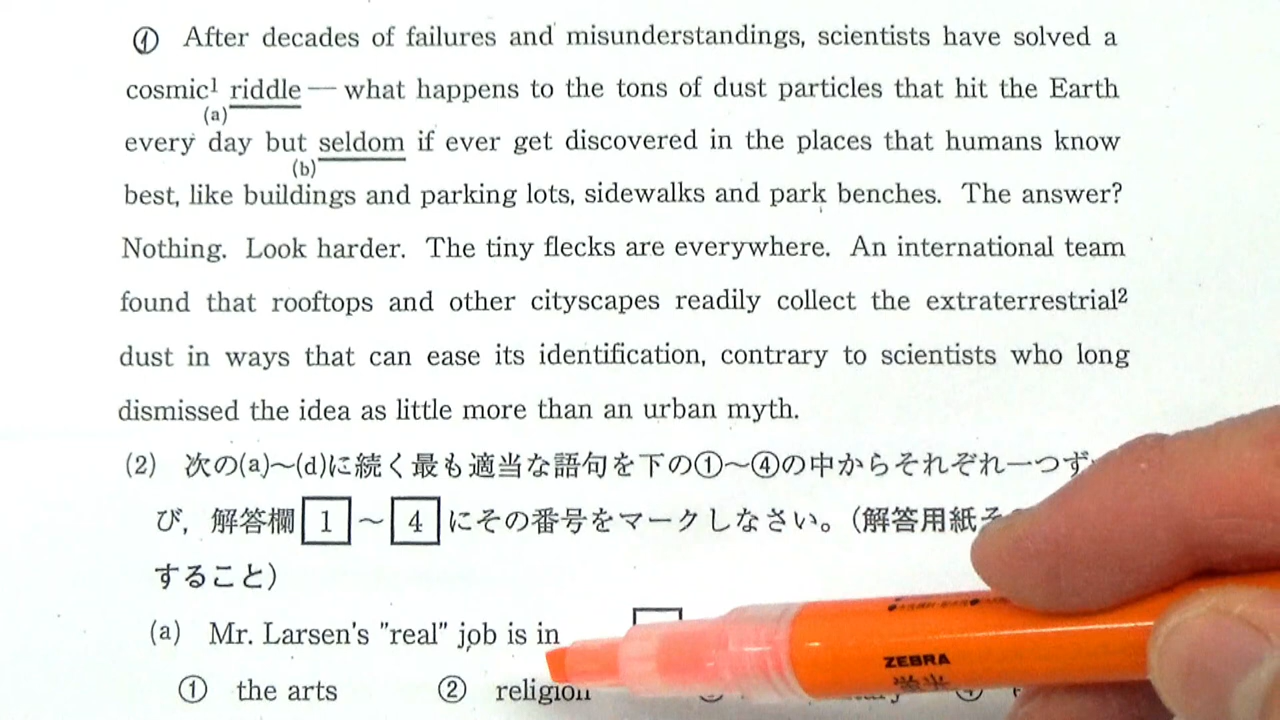 ① After decades of failures and misunderstandings, scientists have solved a
cosmic¹ riddle — what happens to the tons of dust particles that hit the Earth
(a)
every day but seldom if ever get discovered in the places that humans know
(b)
best, like buildings and parking lots, sidewalks and park benches. The answer?
Nothing. Look harder. The tiny flecks are everywhere. An international team
found that rooftops and other cityscapes readily collect the extraterrestrial²
dust in ways that can ease its identification, contrary to scientists who long
dismissed the idea as little more than an urban myth.
(2) 次の(a)～(d)に続く最も適当な語句を下の①～④の中からそれぞれ一つず
び，解答欄 1 ～ 4 にその番号をマークしなさい。（解答用紙
すること）
(a) Mr. Larsen's "real" job is in
① the arts ② religion
ZEBRA
蛍光